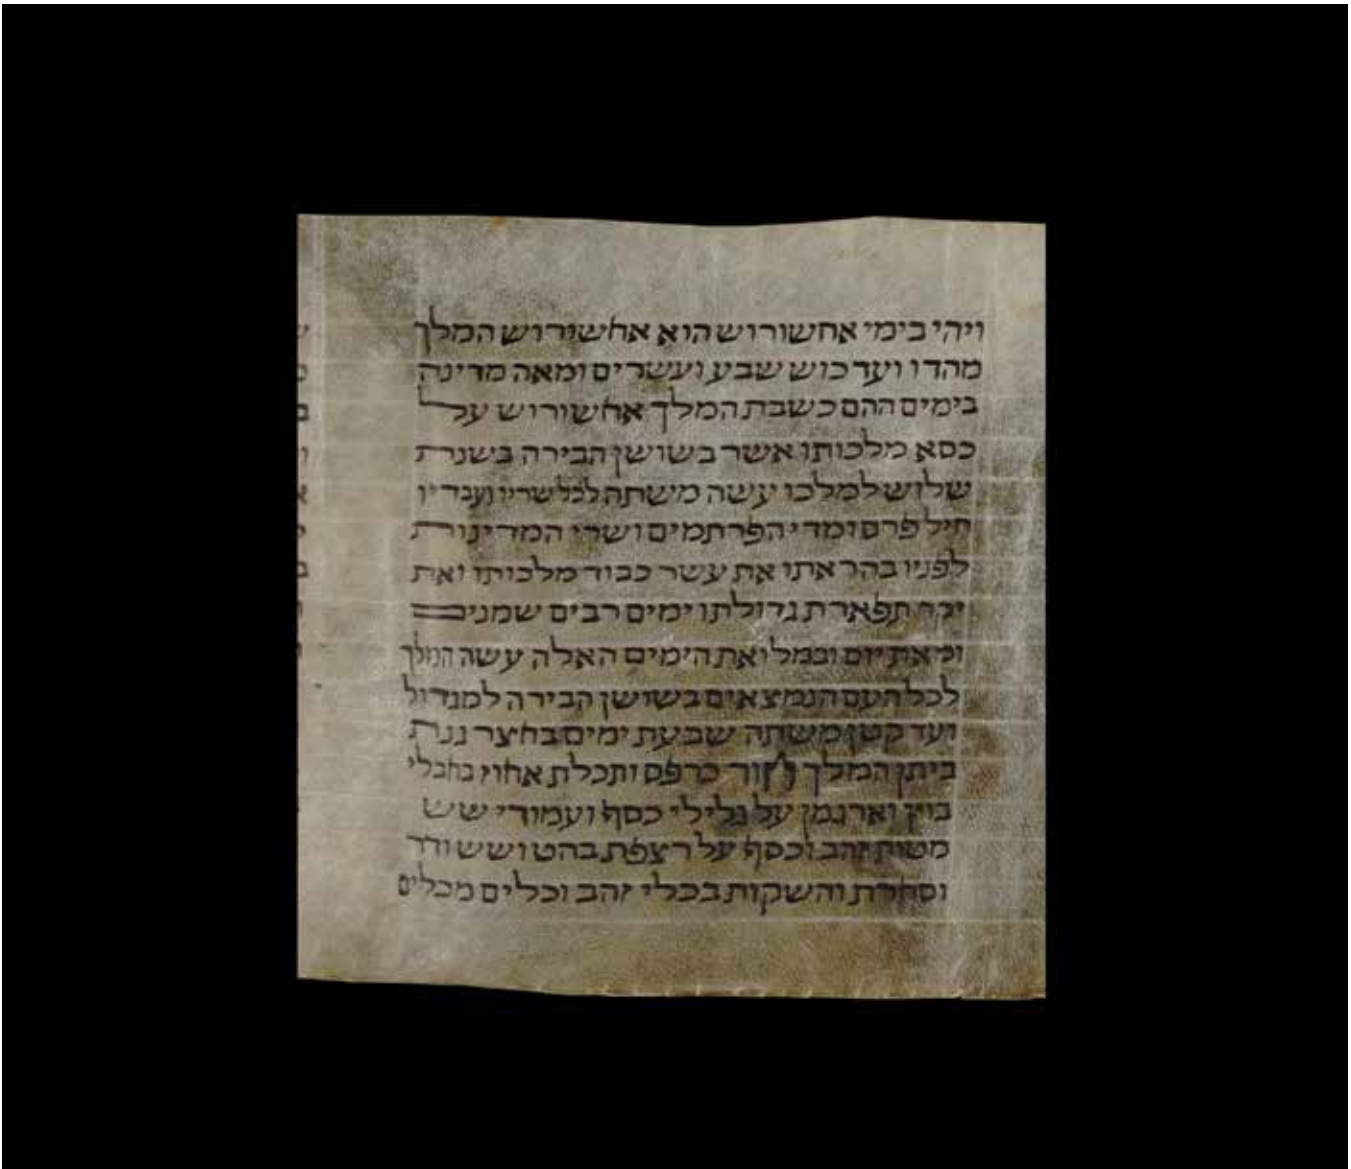 ויהי בימי אחשורוש הוא אחשורוש המלך
מהדו ועד כוש שבע ועשרים ומאה מדינה
בימים ההם כשבת המלך אחשורוש על
כסא מלכותו אשר בשושן הבירה בשנת
שלוש למלכו עשה משתה לכל שריו ועבדיו
חיל פרס ומדי הפרתמים ושרי המדינות
לפניו בהראתו את עשר כבוד מלכותו ואת
יקר תפארת גדולתו ימים רבים שמנים
ומאת יום ובמלואת הימים האלה עשה המלך
לכל העם הנמצאים בשושן הבירה למגדול
ועד קטן משתה שבעת ימים בחצר גנת
ביתן המלך חור כרפס ותכלת אחוז בחבלי
בוץ וארגמן על גלילי כסף ועמודי שש
מטות זהב וכסף על רצפת בהט ושש ודר
וסחרת והשקות בכלי זהב וכלים מכלים